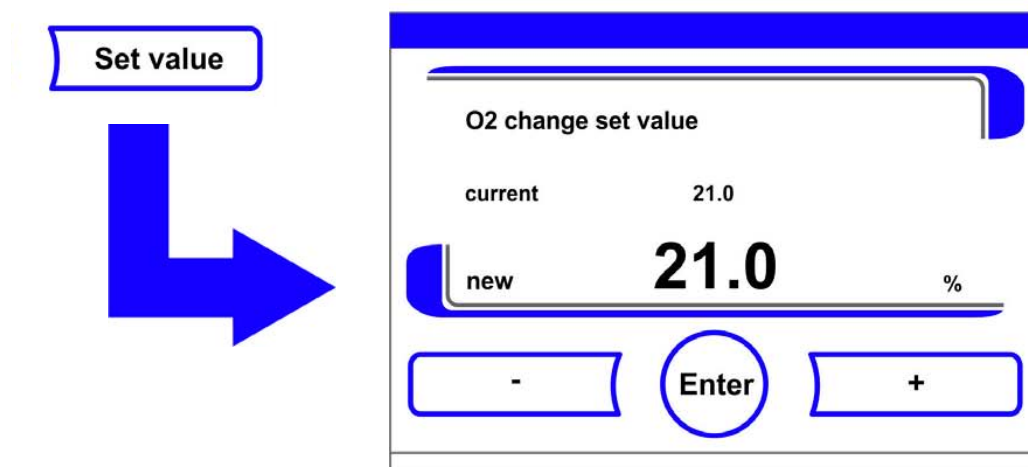 Set value
O2 change set value
current 21.0
new 21.0 %
- Enter +